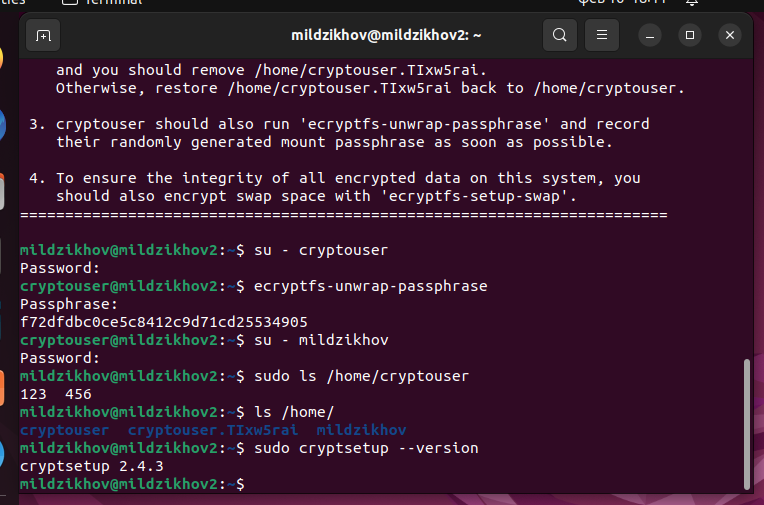 Terminal
mildzikhov@mildzikhov2: ~
and you should remove /home/cryptouser.TIxw5rai.
Otherwise, restore /home/cryptouser.TIxw5rai back to /home/cryptouser.
3. cryptouser should also run 'ecryptfs-unwrap-passphrase' and record
their randomly generated mount passphrase as soon as possible.
4. To ensure the integrity of all encrypted data on this system, you
should also encrypt swap space with 'ecryptfs-setup-swap'.
========================================================================
mildzikhov@mildzikhov2:~$ su - cryptouser
Password:
cryptouser@mildzikhov2:~$ ecryptfs-unwrap-passphrase
Passphrase:
f72dfdbc0ce5c8412c9d71cd25534905
cryptouser@mildzikhov2:~$ su - mildzikhov
Password:
mildzikhov@mildzikhov2:~$ sudo ls /home/cryptouser
123  456
mildzikhov@mildzikhov2:~$ ls /home/
cryptouser  cryptouser.TIxw5rai  mildzikhov
mildzikhov@mildzikhov2:~$ sudo cryptsetup --version
cryptsetup 2.4.3
mildzikhov@mildzikhov2:~$